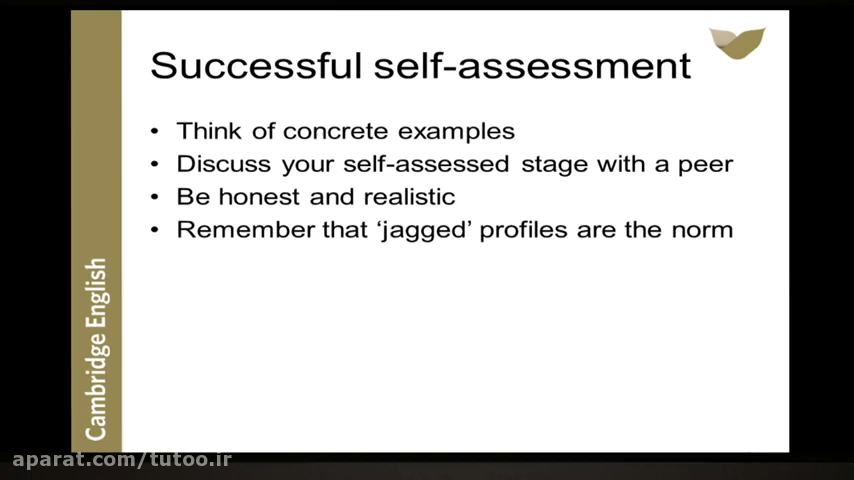 Successful self-assessment
• Think of concrete examples
• Discuss your self-assessed stage with a peer
• Be honest and realistic
• Remember that ‘jagged’ profiles are the norm
Cambridge English
aparat.com/tutoo.ir